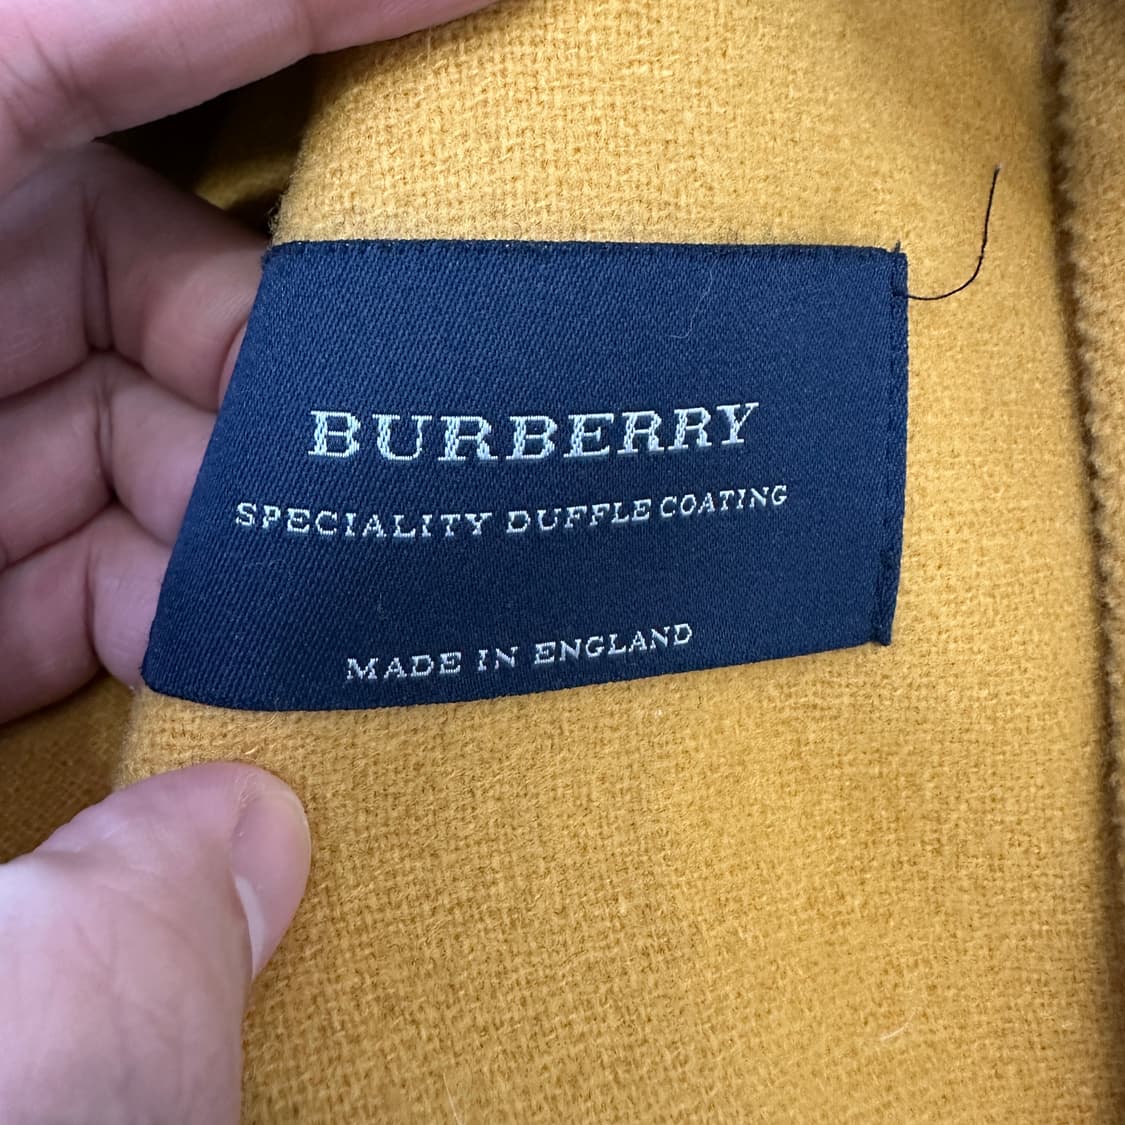 BURBERRY
SPECIALITY DUFFLE COATING
MADE IN ENGLAND